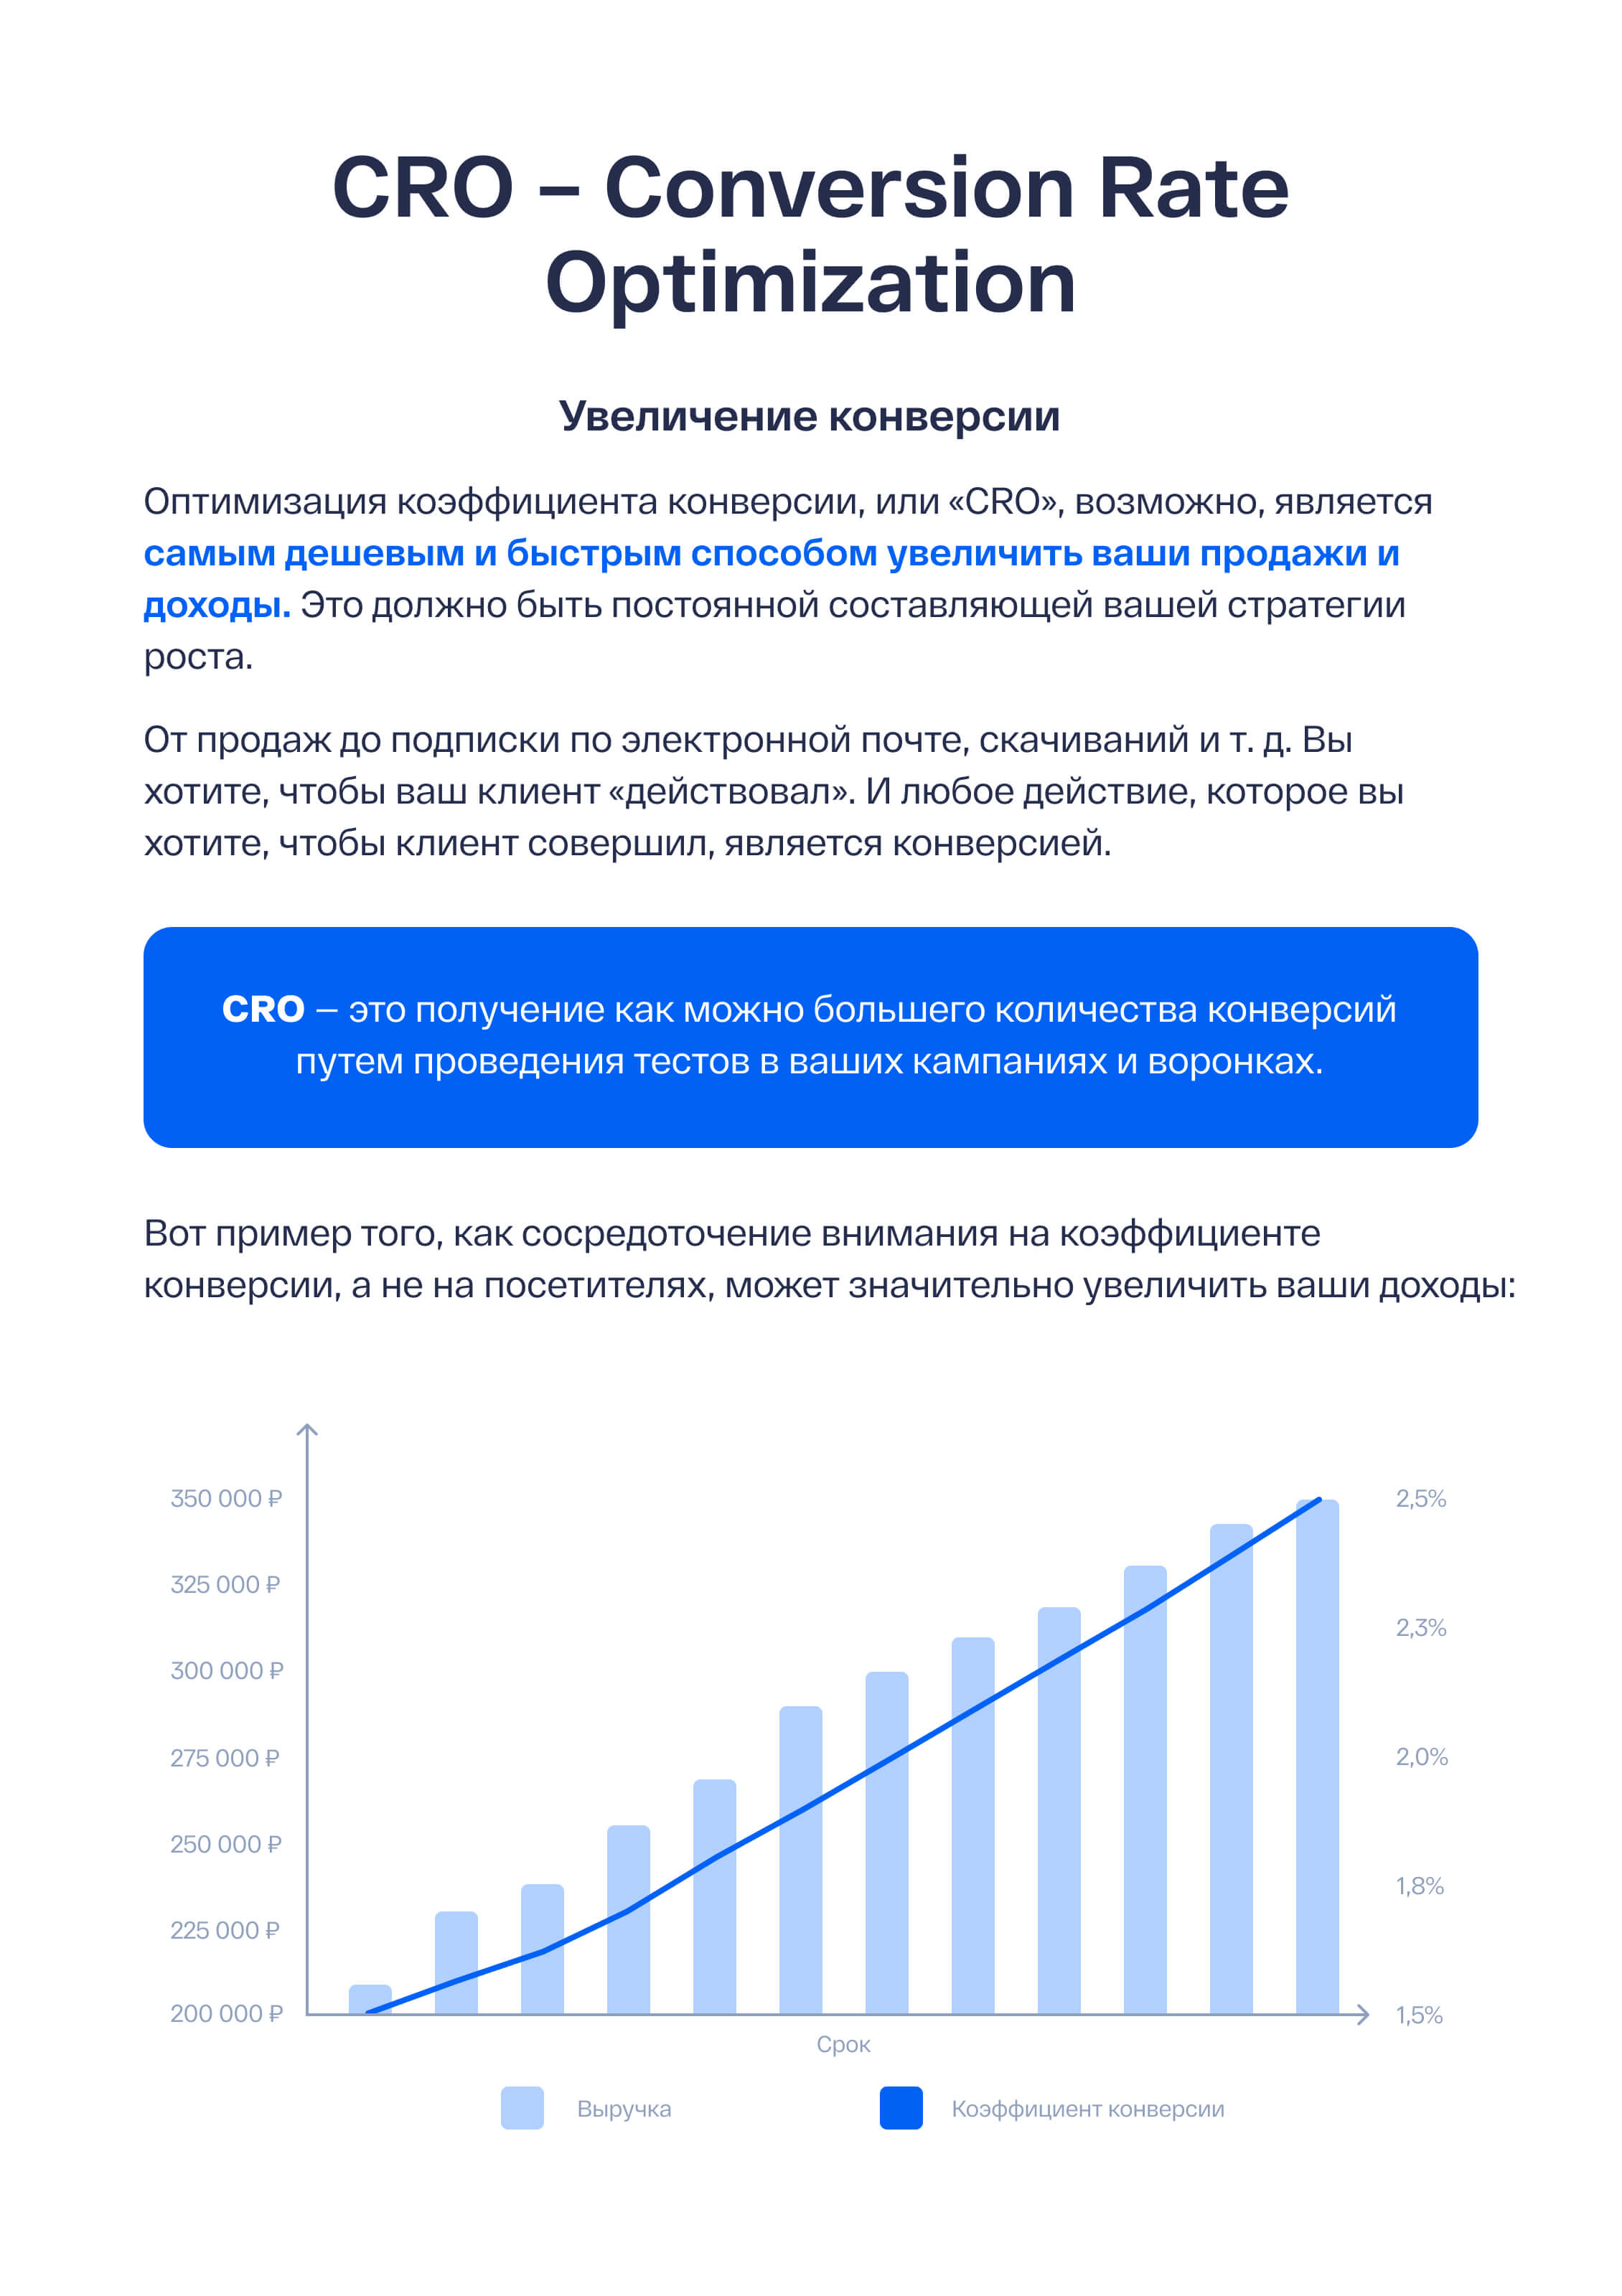 CRO – Conversion Rate
Optimization
Увеличение конверсии
Оптимизация коэффициента конверсии, или «CRO», возможно, является
самым дешевым и быстрым способом увеличить ваши продажи и
доходы. Это должно быть постоянной составляющей вашей стратегии
роста.
От продаж до подписки по электронной почте, скачиваний и т. д. Вы
хотите, чтобы ваш клиент «действовал». И любое действие, которое вы
хотите, чтобы клиент совершил, является конверсией.
CRO – это получение как можно большего количества конверсий
путем проведения тестов в ваших кампаниях и воронках.
Вот пример того, как сосредоточение внимания на коэффициенте
конверсии, а не на посетителях, может значительно увеличить ваши доходы:
350 000 ₽
325 000 ₽
300 000 ₽
275 000 ₽
250 000 ₽
225 000 ₽
200 000 ₽
2,5%
2,3%
2,0%
1,8%
1,5%
Срок
Выручка
Коэффициент конверсии